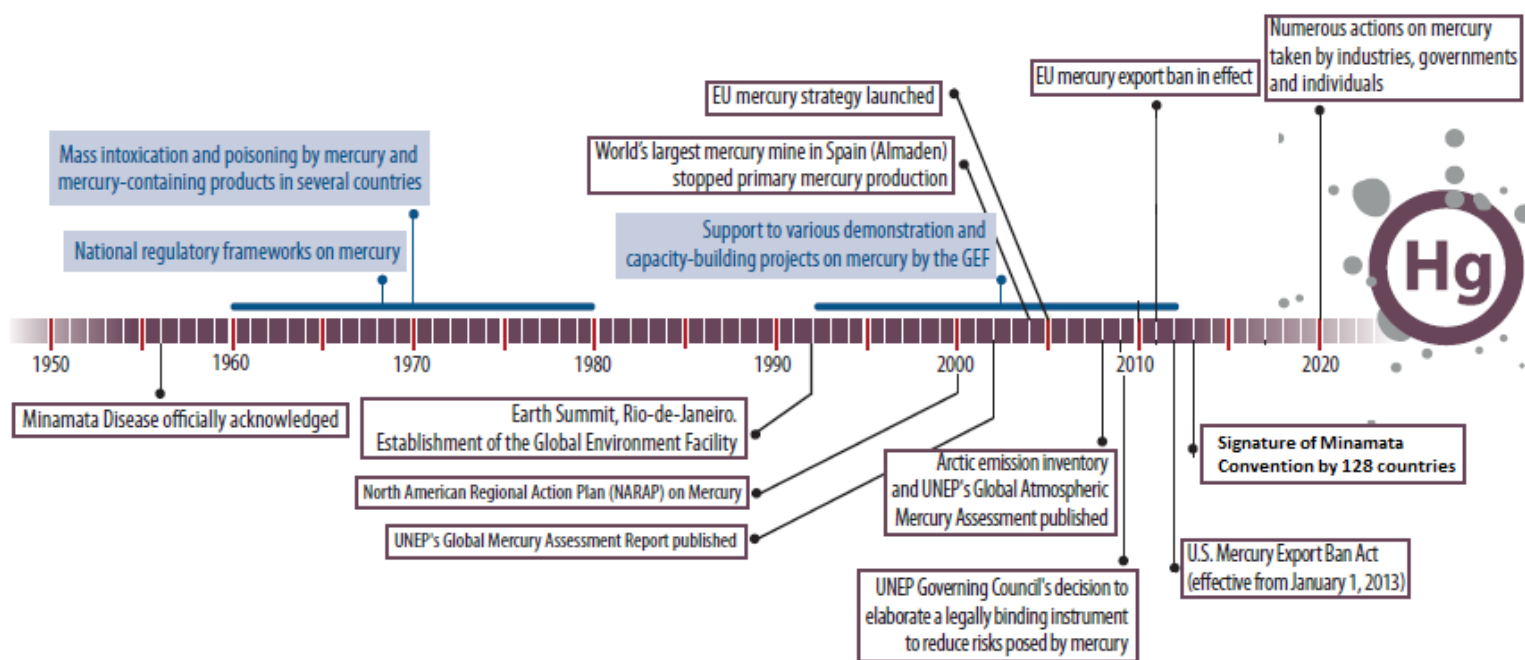 Numerous actions on mercury
taken by industries, governments
and individuals
EU mercury export ban in effect
EU mercury strategy launched
World's largest mercury mine in Spain (Almaden)
stopped primary mercury production
Mass intoxication and poisoning by mercury and
mercury-containing products in several countries
National regulatory frameworks on mercury
Support to various demonstration and
capacity-building projects on mercury by the GEF
Hg
1950
1960
1970
1980
1990
2000
2010
2020
Minamata Disease officially acknowledged
Earth Summit, Rio-de-Janeiro.
Establishment of the Global Environment Facility
North American Regional Action Plan (NARAP) on Mercury
UNEP's Global Mercury Assessment Report published
Arctic emission inventory
and UNEP's Global Atmospheric
Mercury Assessment published
Signature of Minamata
Convention by 128 countries
U.S. Mercury Export Ban Act
(effective from January 1, 2013)
UNEP Governing Council's decision to
elaborate a legally binding instrument
to reduce risks posed by mercury